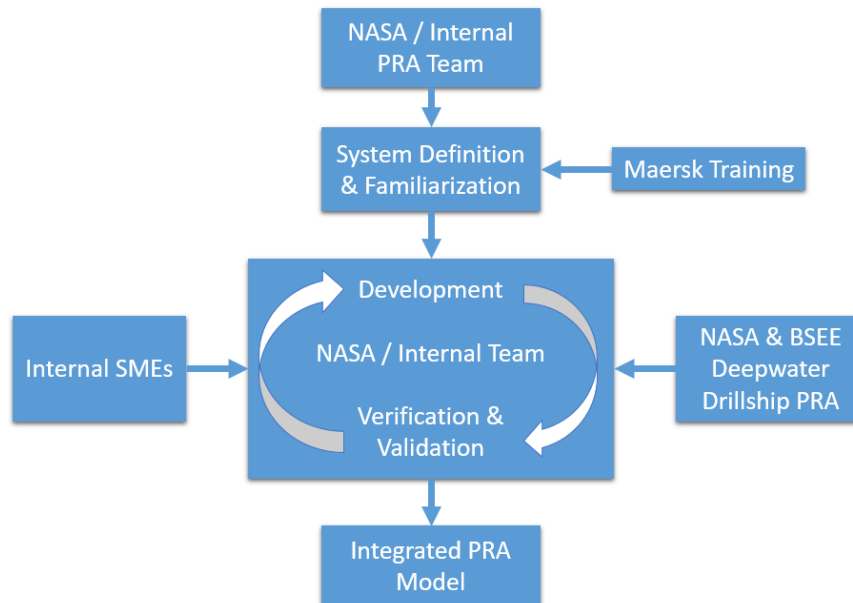 NASA / Internal
PRA Team
System Definition
& Familiarization
Maersk Training
Development
NASA / Internal Team
Verification &
Validation
Internal SMEs
NASA & BSEE
Deepwater
Drillship PRA
Integrated PRA
Model